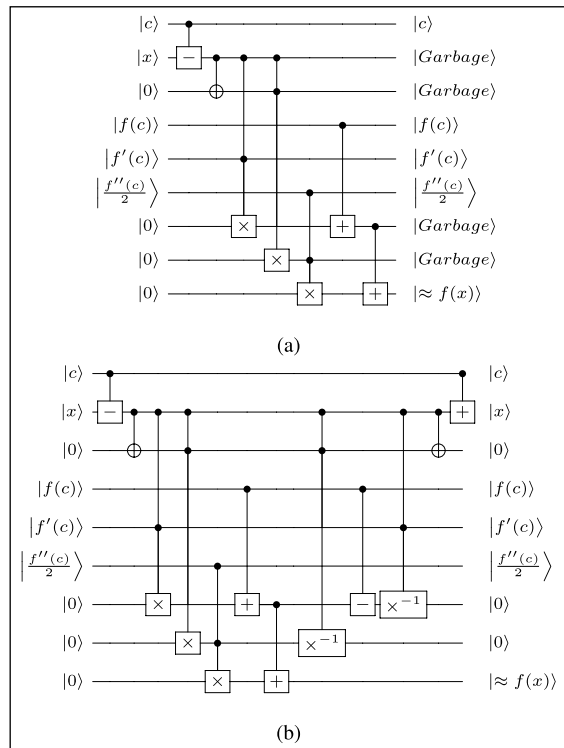 |c⟩ |c⟩
|x⟩ − |Garbage⟩
|0⟩ |Garbage⟩
|f(c)⟩ |f(c)⟩
|f′(c)⟩ |f′(c)⟩
|f″(c)/2⟩ |f″(c)/2⟩
|0⟩ × + |Garbage⟩
|0⟩ × |Garbage⟩
|0⟩ × + |≈ f(x)⟩
(a)
|c⟩ |c⟩
|x⟩ − + |x⟩
|0⟩ |0⟩
|f(c)⟩ |f(c)⟩
|f′(c)⟩ |f′(c)⟩
|f″(c)/2⟩ |f″(c)/2⟩
|0⟩ × + − ×⁻¹ |0⟩
|0⟩ × ×⁻¹ |0⟩
|0⟩ × + |≈ f(x)⟩
(b)